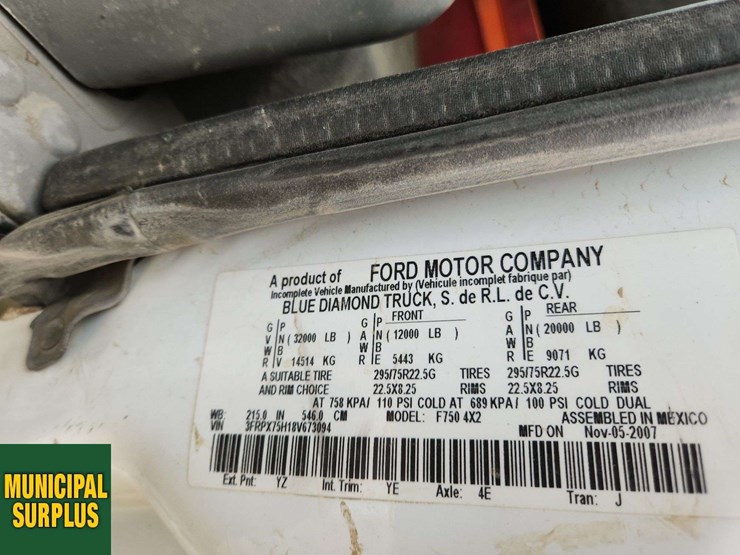 A product of FORD MOTOR COMPANY
Incomplete Vehicle Manufactured by (Vehicule incomplet fabrique par)
BLUE DIAMOND TRUCK, S. de R.L. de C.V.
FRONT REAR
G P G P G P
V N ( 32000 LB ) A N ( 12000 LB ) A N ( 20000 LB )
W B W B W B
R V 14514 KG R E 5443 KG R E 9071 KG
A SUITABLE TIRE 295/75R22.5G TIRES 295/75R22.5G TIRES
AND RIM CHOICE 22.5X8.25 RIMS 22.5X8.25 RIMS
AT 758 KPA/ 110 PSI COLD AT 689 KPA/ 100 PSI COLD DUAL
WB: 215.0 IN 546.0 CM MODEL: F750 4X2 ASSEMBLED IN MEXICO
VIN 3FRPX75H18V673094 MFD ON Nov-05-2007
Ext. Pnt: YZ Int. Trim: YE Axle: 4E Tran: J
MUNICIPAL
SURPLUS